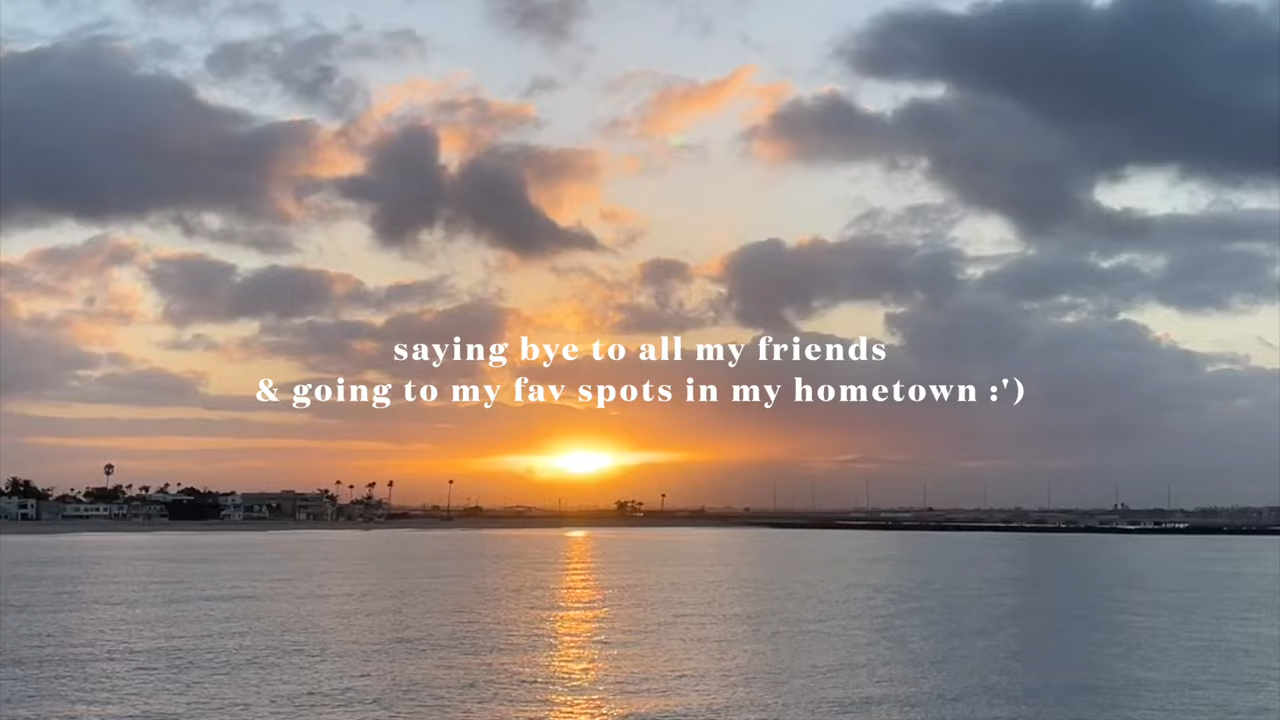 saying bye to all my friends
& going to my fav spots in my hometown :')